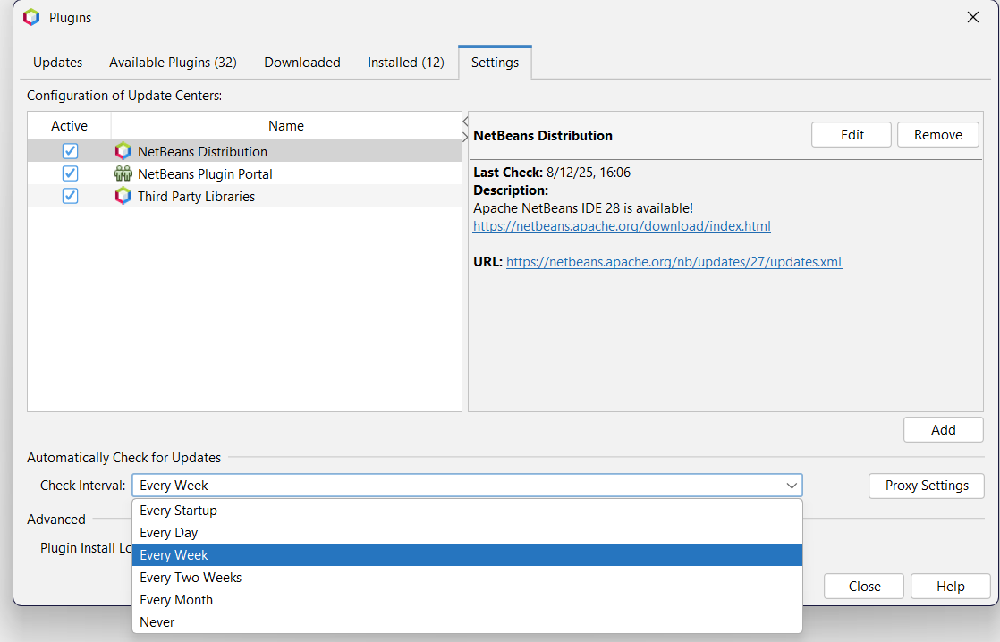 Plugins
Updates
Available Plugins (32)
Downloaded
Installed (12)
Settings
Configuration of Update Centers:
Active
Name
NetBeans Distribution
NetBeans Plugin Portal
Third Party Libraries
NetBeans Distribution
Edit
Remove
Last Check: 8/12/25, 16:06
Description:
Apache NetBeans IDE 28 is available!
https://netbeans.apache.org/download/index.html
URL: https://netbeans.apache.org/nb/updates/27/updates.xml
Add
Automatically Check for Updates
Check Interval:
Every Week
Proxy Settings
Every Startup
Every Day
Every Week
Every Two Weeks
Every Month
Never
Advanced
Plugin Install Lo
Close
Help